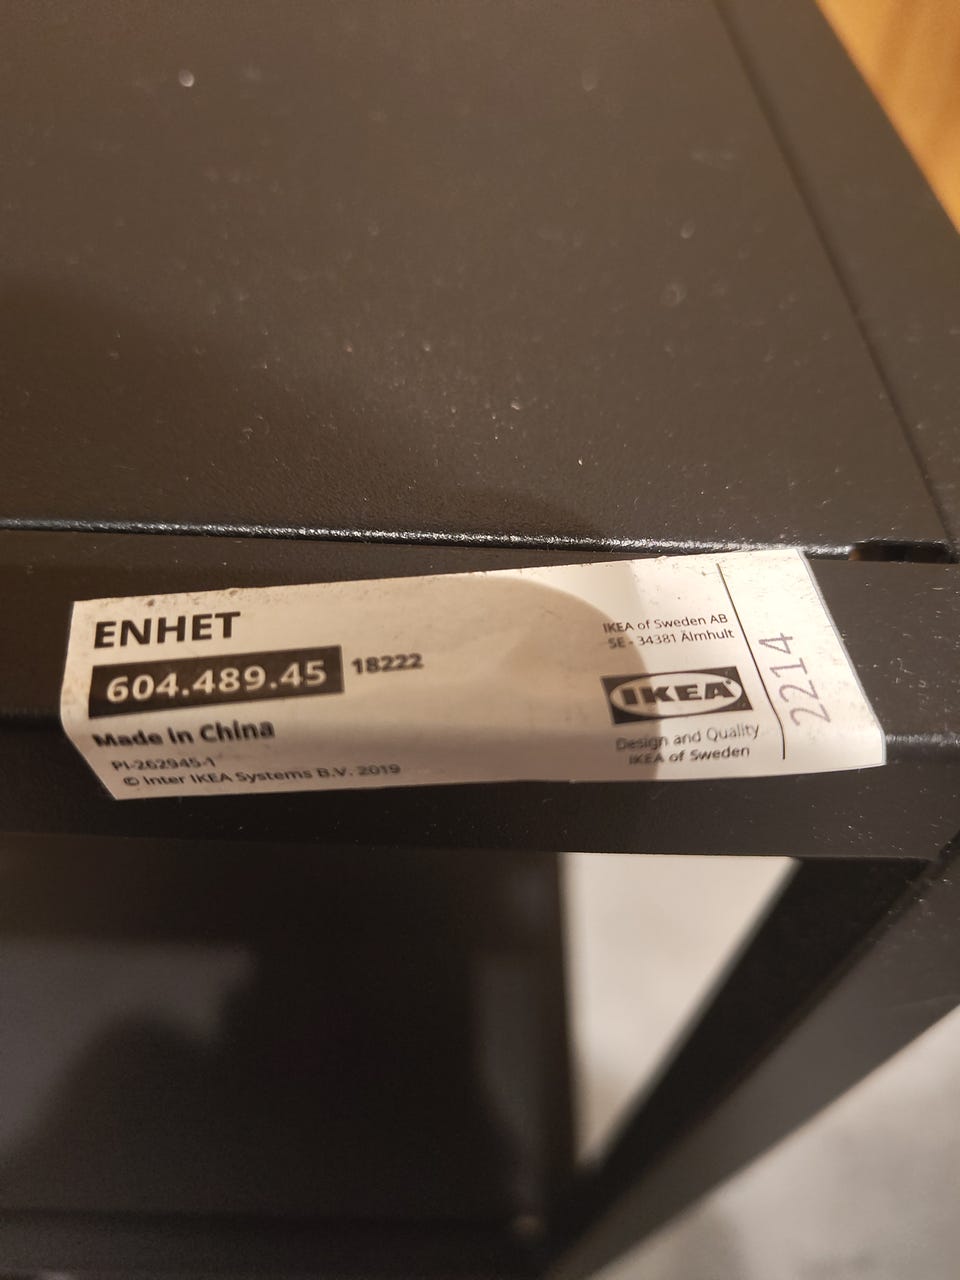 ENHET
604.489.45 18222
Made in China
PI-262945-1
© Inter IKEA Systems B.V. 2019
IKEA of Sweden AB
SE - 34381 Älmhult
IKEA
Design and Quality
IKEA of Sweden
2214